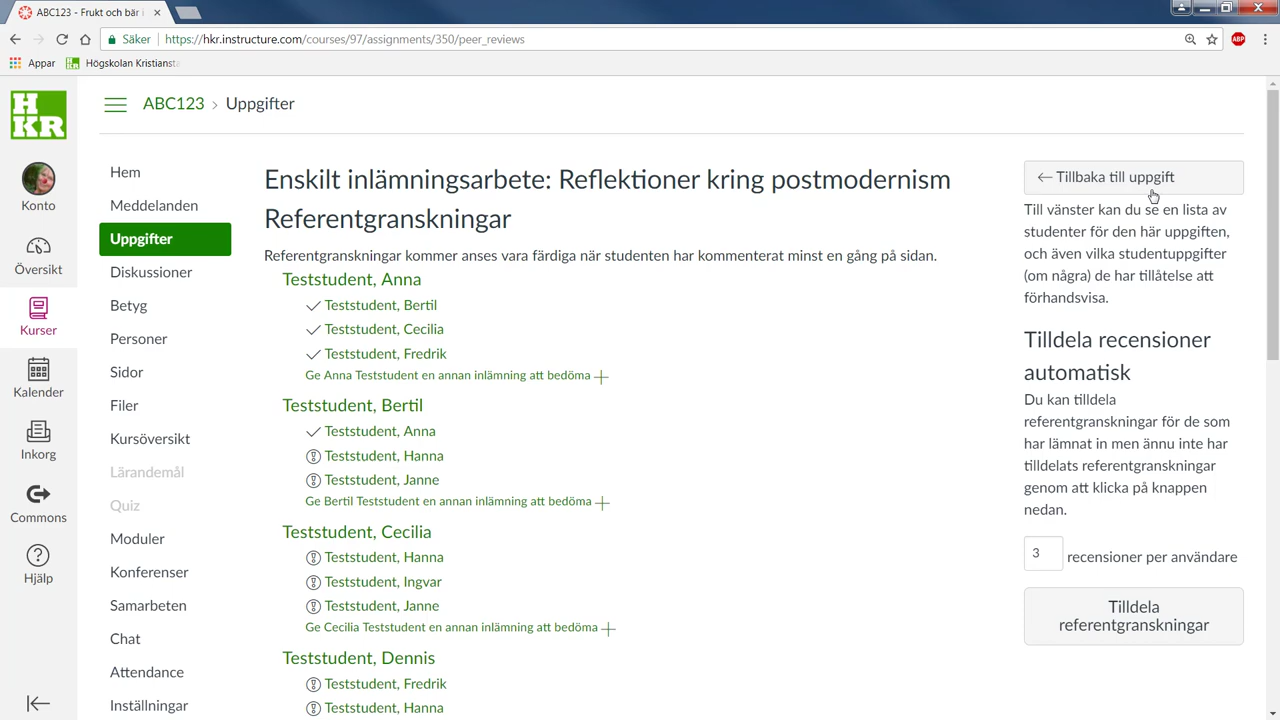 ABC123 - Frukt och bär i
Säker
https://hkr.instructure.com/courses/97/assignments/350/peer_reviews
ABP
Appar
Högskolan Kristiansta
H
KR
ABC123 › Uppgifter
Konto
Översikt
Kurser
Kalender
Inkorg
Commons
Hjälp
Hem
Meddelanden
Uppgifter
Diskussioner
Betyg
Personer
Sidor
Filer
Kursöversikt
Lärandemål
Quiz
Moduler
Konferenser
Samarbeten
Chat
Attendance
Inställningar
Enskilt inlämningsarbete: Reflektioner kring postmodernism
Referentgranskningar
Referentgranskningar kommer anses vara färdiga när studenten har kommenterat minst en gång på sidan.
Teststudent, Anna
Teststudent, Bertil
Teststudent, Cecilia
Teststudent, Fredrik
Ge Anna Teststudent en annan inlämning att bedöma
Teststudent, Bertil
Teststudent, Anna
Teststudent, Hanna
Teststudent, Janne
Ge Bertil Teststudent en annan inlämning att bedöma
Teststudent, Cecilia
Teststudent, Hanna
Teststudent, Ingvar
Teststudent, Janne
Ge Cecilia Teststudent en annan inlämning att bedöma
Teststudent, Dennis
Teststudent, Fredrik
Teststudent, Hanna
← Tillbaka till uppgift
Till vänster kan du se en lista av
studenter för den här uppgiften,
och även vilka studentuppgifter
(om några) de har tillåtelse att
förhandsvisa.
Tilldela recensioner
automatisk
Du kan tilldela
referentgranskningar för de som
har lämnat in men ännu inte har
tilldelats referentgranskningar
genom att klicka på knappen
nedan.
3 recensioner per användare
Tilldela
referentgranskningar